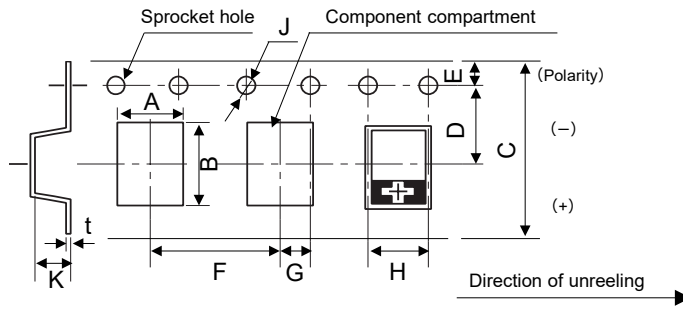 Sprocket hole
J
Component compartment
E
(Polarity)
A
D
B
C
(−)
(+)
t
K
F
G
H
Direction of unreeling